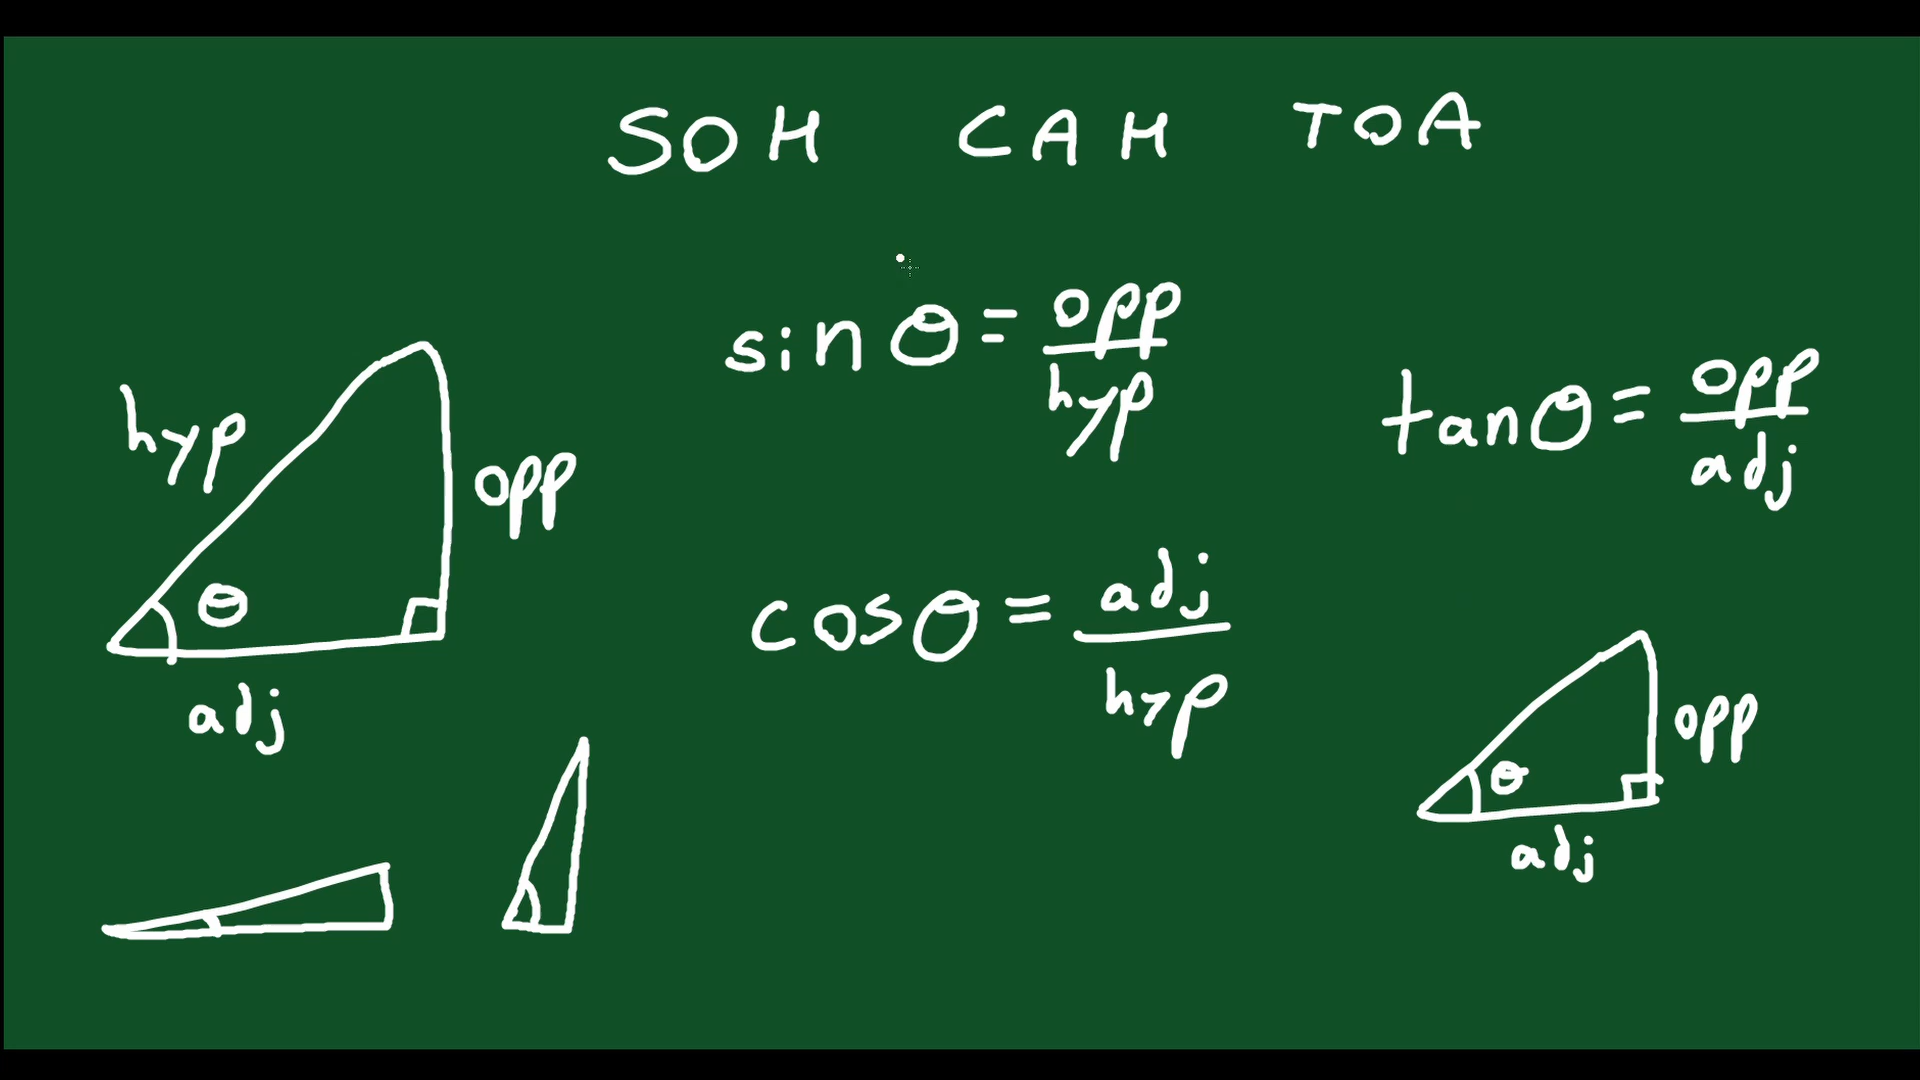 SOH CAH TOA
sin θ = opp/hyp
tan θ = opp/adj
hyp
opp
θ
adj
cos θ = adj/hyp
opp
θ
adj